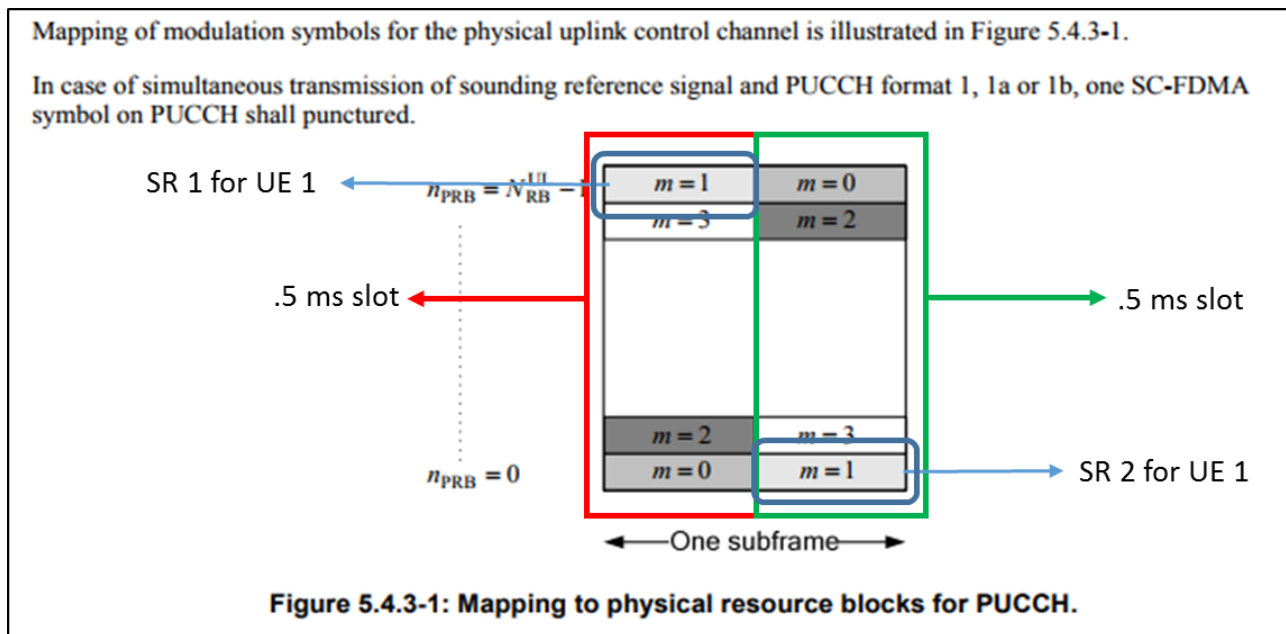 Mapping of modulation symbols for the physical uplink control channel is illustrated in Figure 5.4.3-1.
In case of simultaneous transmission of sounding reference signal and PUCCH format 1, 1a or 1b, one SC-FDMA
symbol on PUCCH shall punctured.
SR 1 for UE 1
n_PRB = N_RB^UL −
m = 1 m = 0
m = 3 m = 2
.5 ms slot
.5 ms slot
m = 2 m = 3
n_PRB = 0
m = 0 m = 1
SR 2 for UE 1
One subframe
Figure 5.4.3-1: Mapping to physical resource blocks for PUCCH.